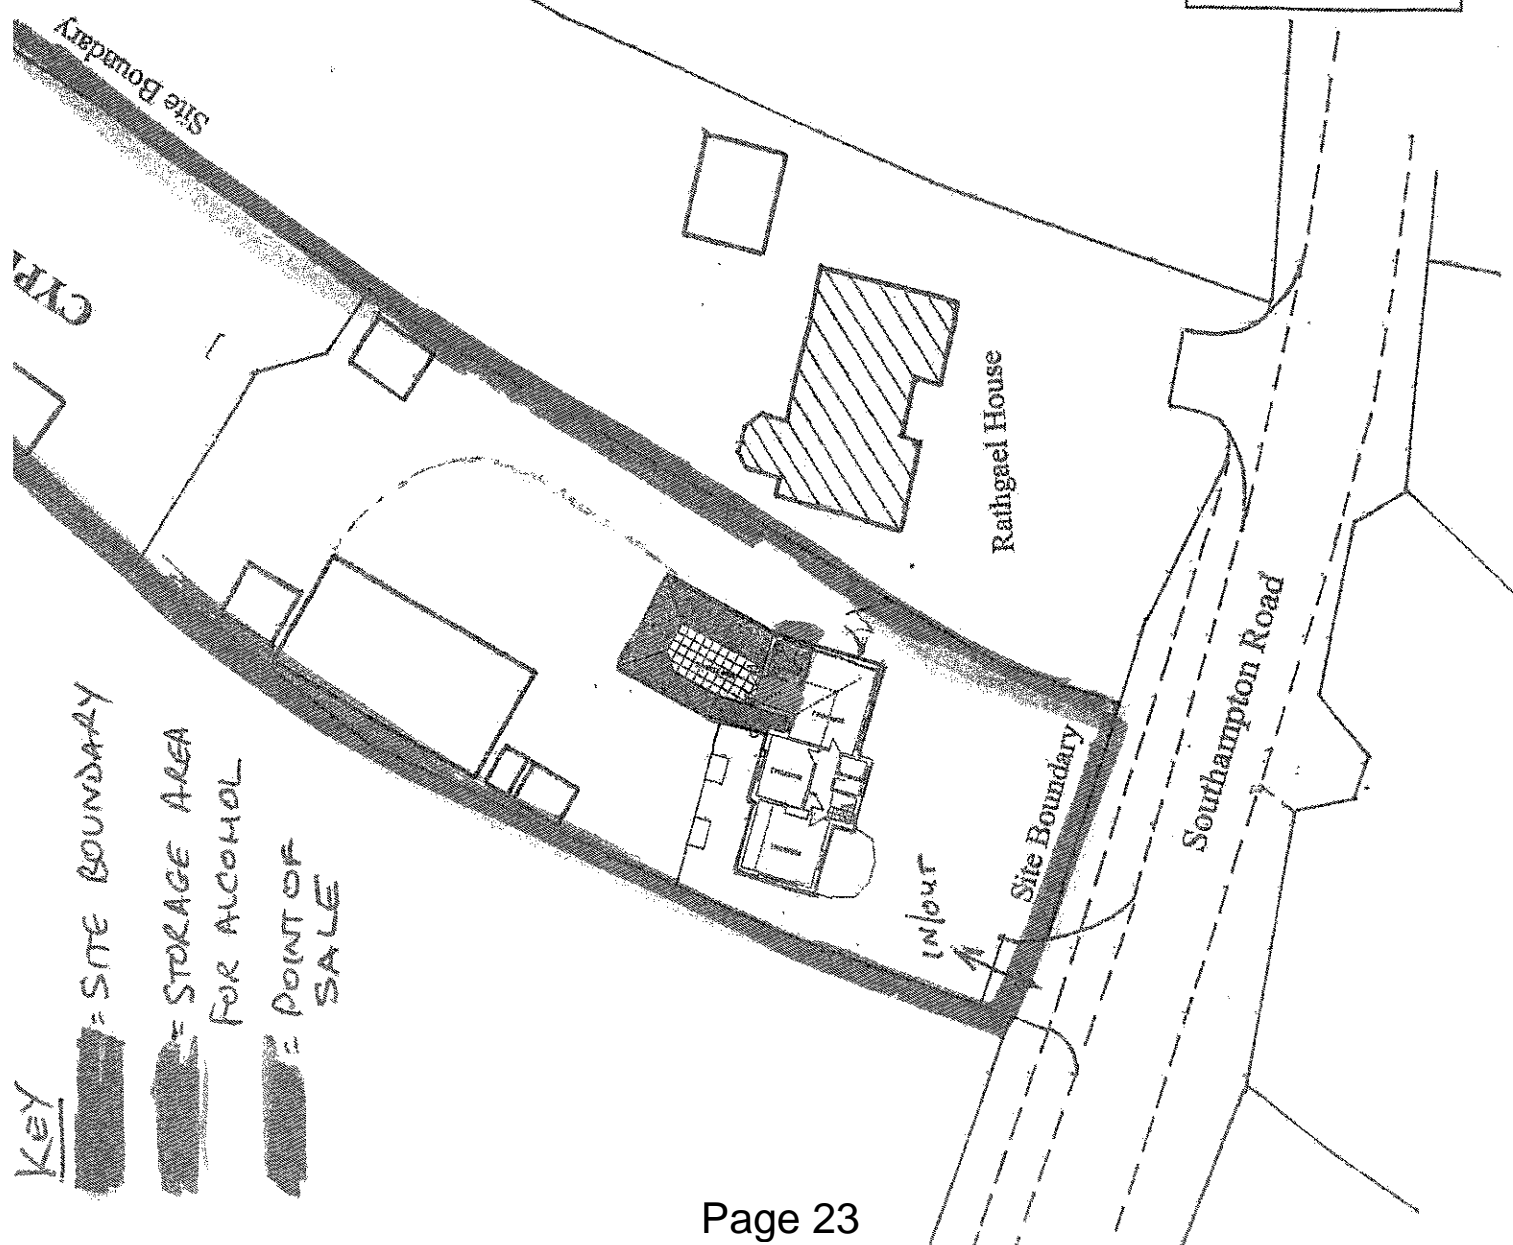 Site Boundary
Rathgael House
Southampton Road
Site Boundary
IN/OUT
KEY
= SITE BOUNDARY
= STORAGE AREA
FOR ALCOHOL
= POINT OF
SALE
Page 23